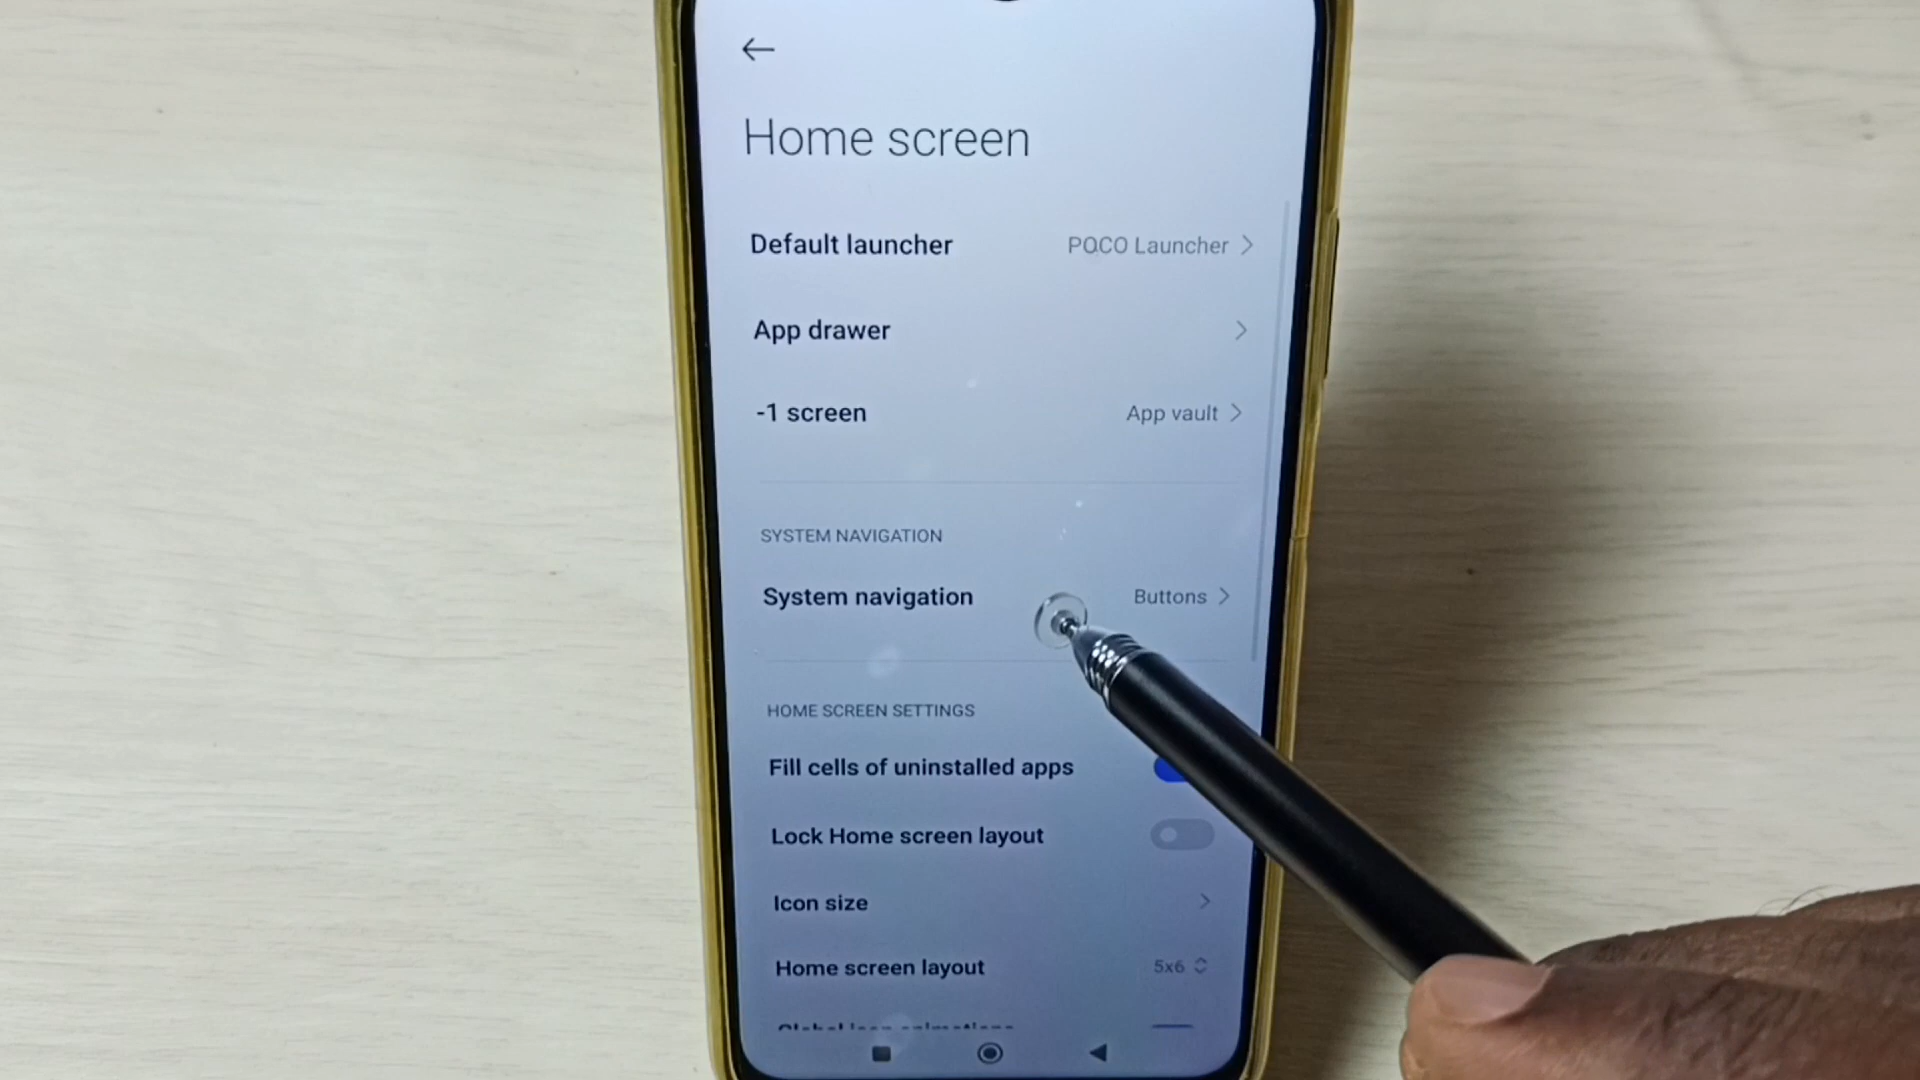 Home screen
Default launcher POCO Launcher
App drawer
-1 screen App vault
SYSTEM NAVIGATION
System navigation Buttons
HOME SCREEN SETTINGS
Fill cells of uninstalled apps
Lock Home screen layout
Icon size
Home screen layout 5x6